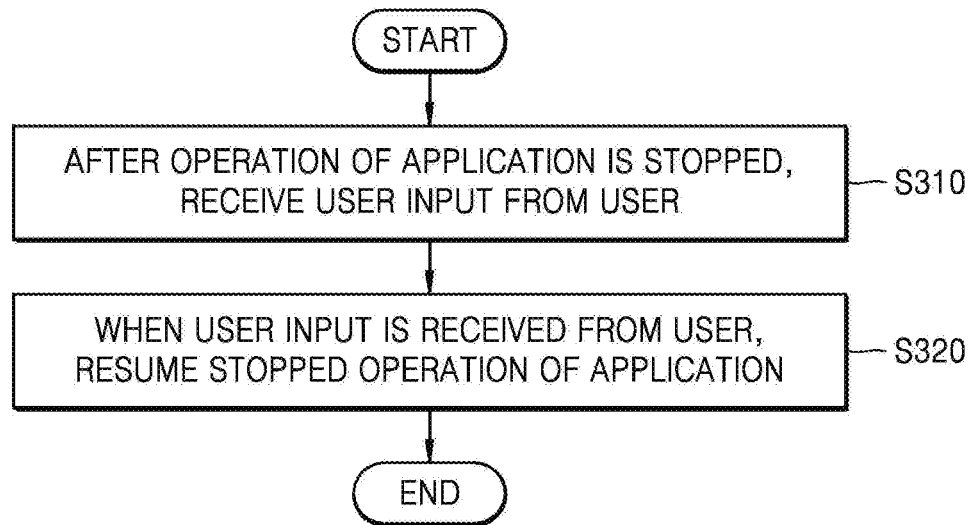 START
AFTER OPERATION OF APPLICATION IS STOPPED,
RECEIVE USER INPUT FROM USER
S310
WHEN USER INPUT IS RECEIVED FROM USER,
RESUME STOPPED OPERATION OF APPLICATION
S320
END